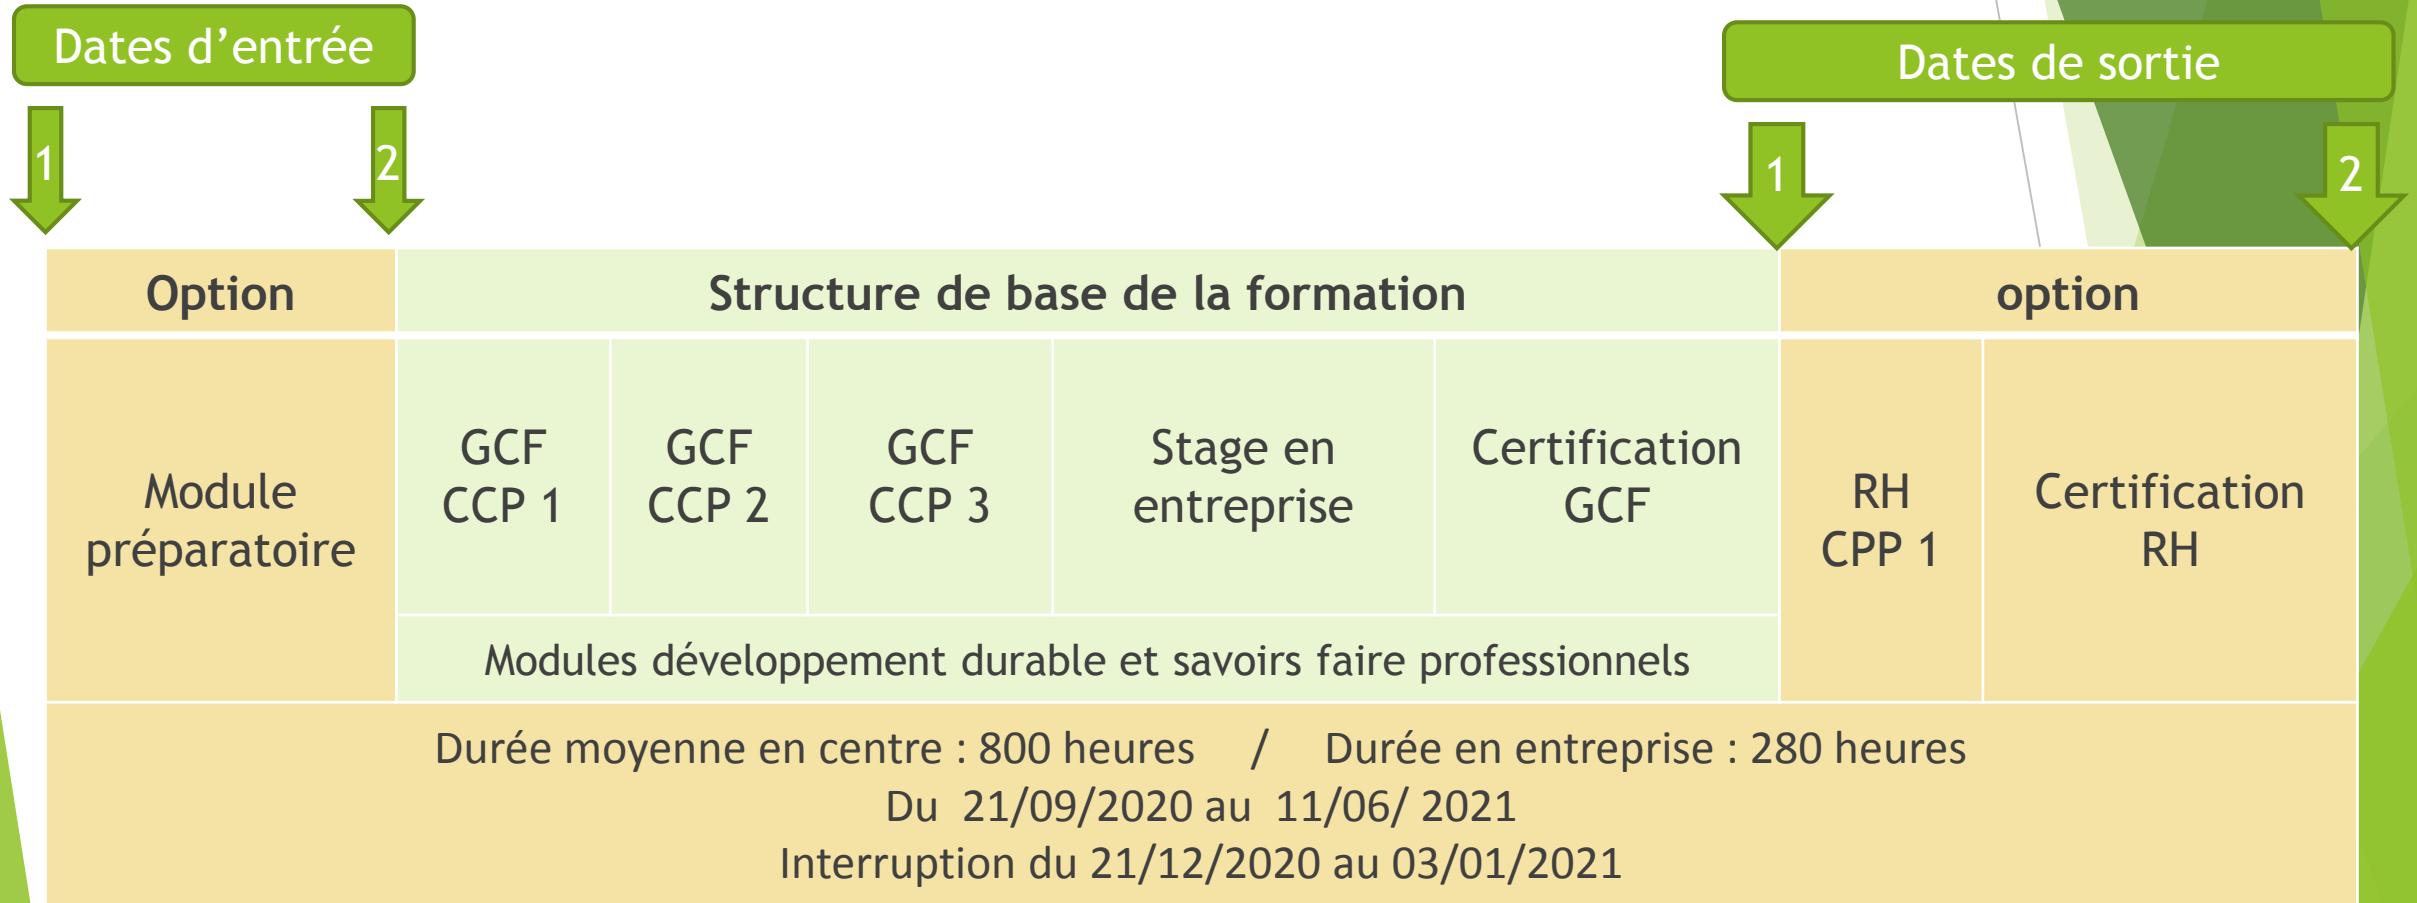 Dates d’entrée
Dates de sortie
1
2
1
2
Option
Structure de base de la formation
option
Module
préparatoire
GCF
CCP 1
GCF
CCP 2
GCF
CCP 3
Stage en
entreprise
Certification
GCF
RH
CPP 1
Certification
RH
Modules développement durable et savoirs faire professionnels
Durée moyenne en centre : 800 heures / Durée en entreprise : 280 heures
Du 21/09/2020 au 11/06/ 2021
Interruption du 21/12/2020 au 03/01/2021